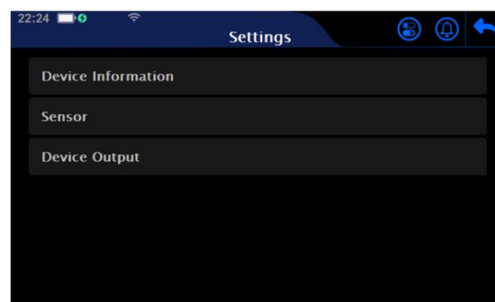 22:24
Settings
Device Information
Sensor
Device Output